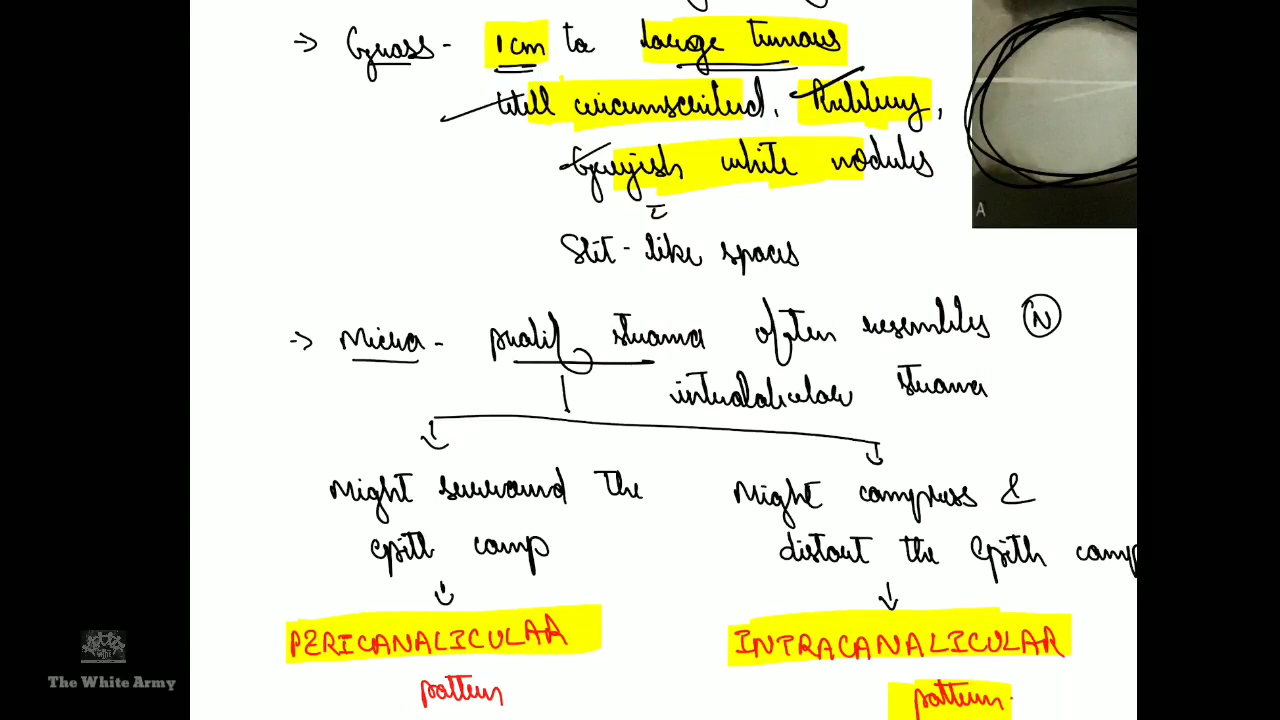 → Gross - 1cm to large tumors
Well circumscribed, Rubbery,
Greyish white nodules
Slit-like spaces
A
→ Micro - prolif stroma often resembles N
intralobular stroma
Might surround the epith comp
Might compress & distort the epith comp
PERICANALICULAR pattern
INTRACANALICULAR pattern
The White Army